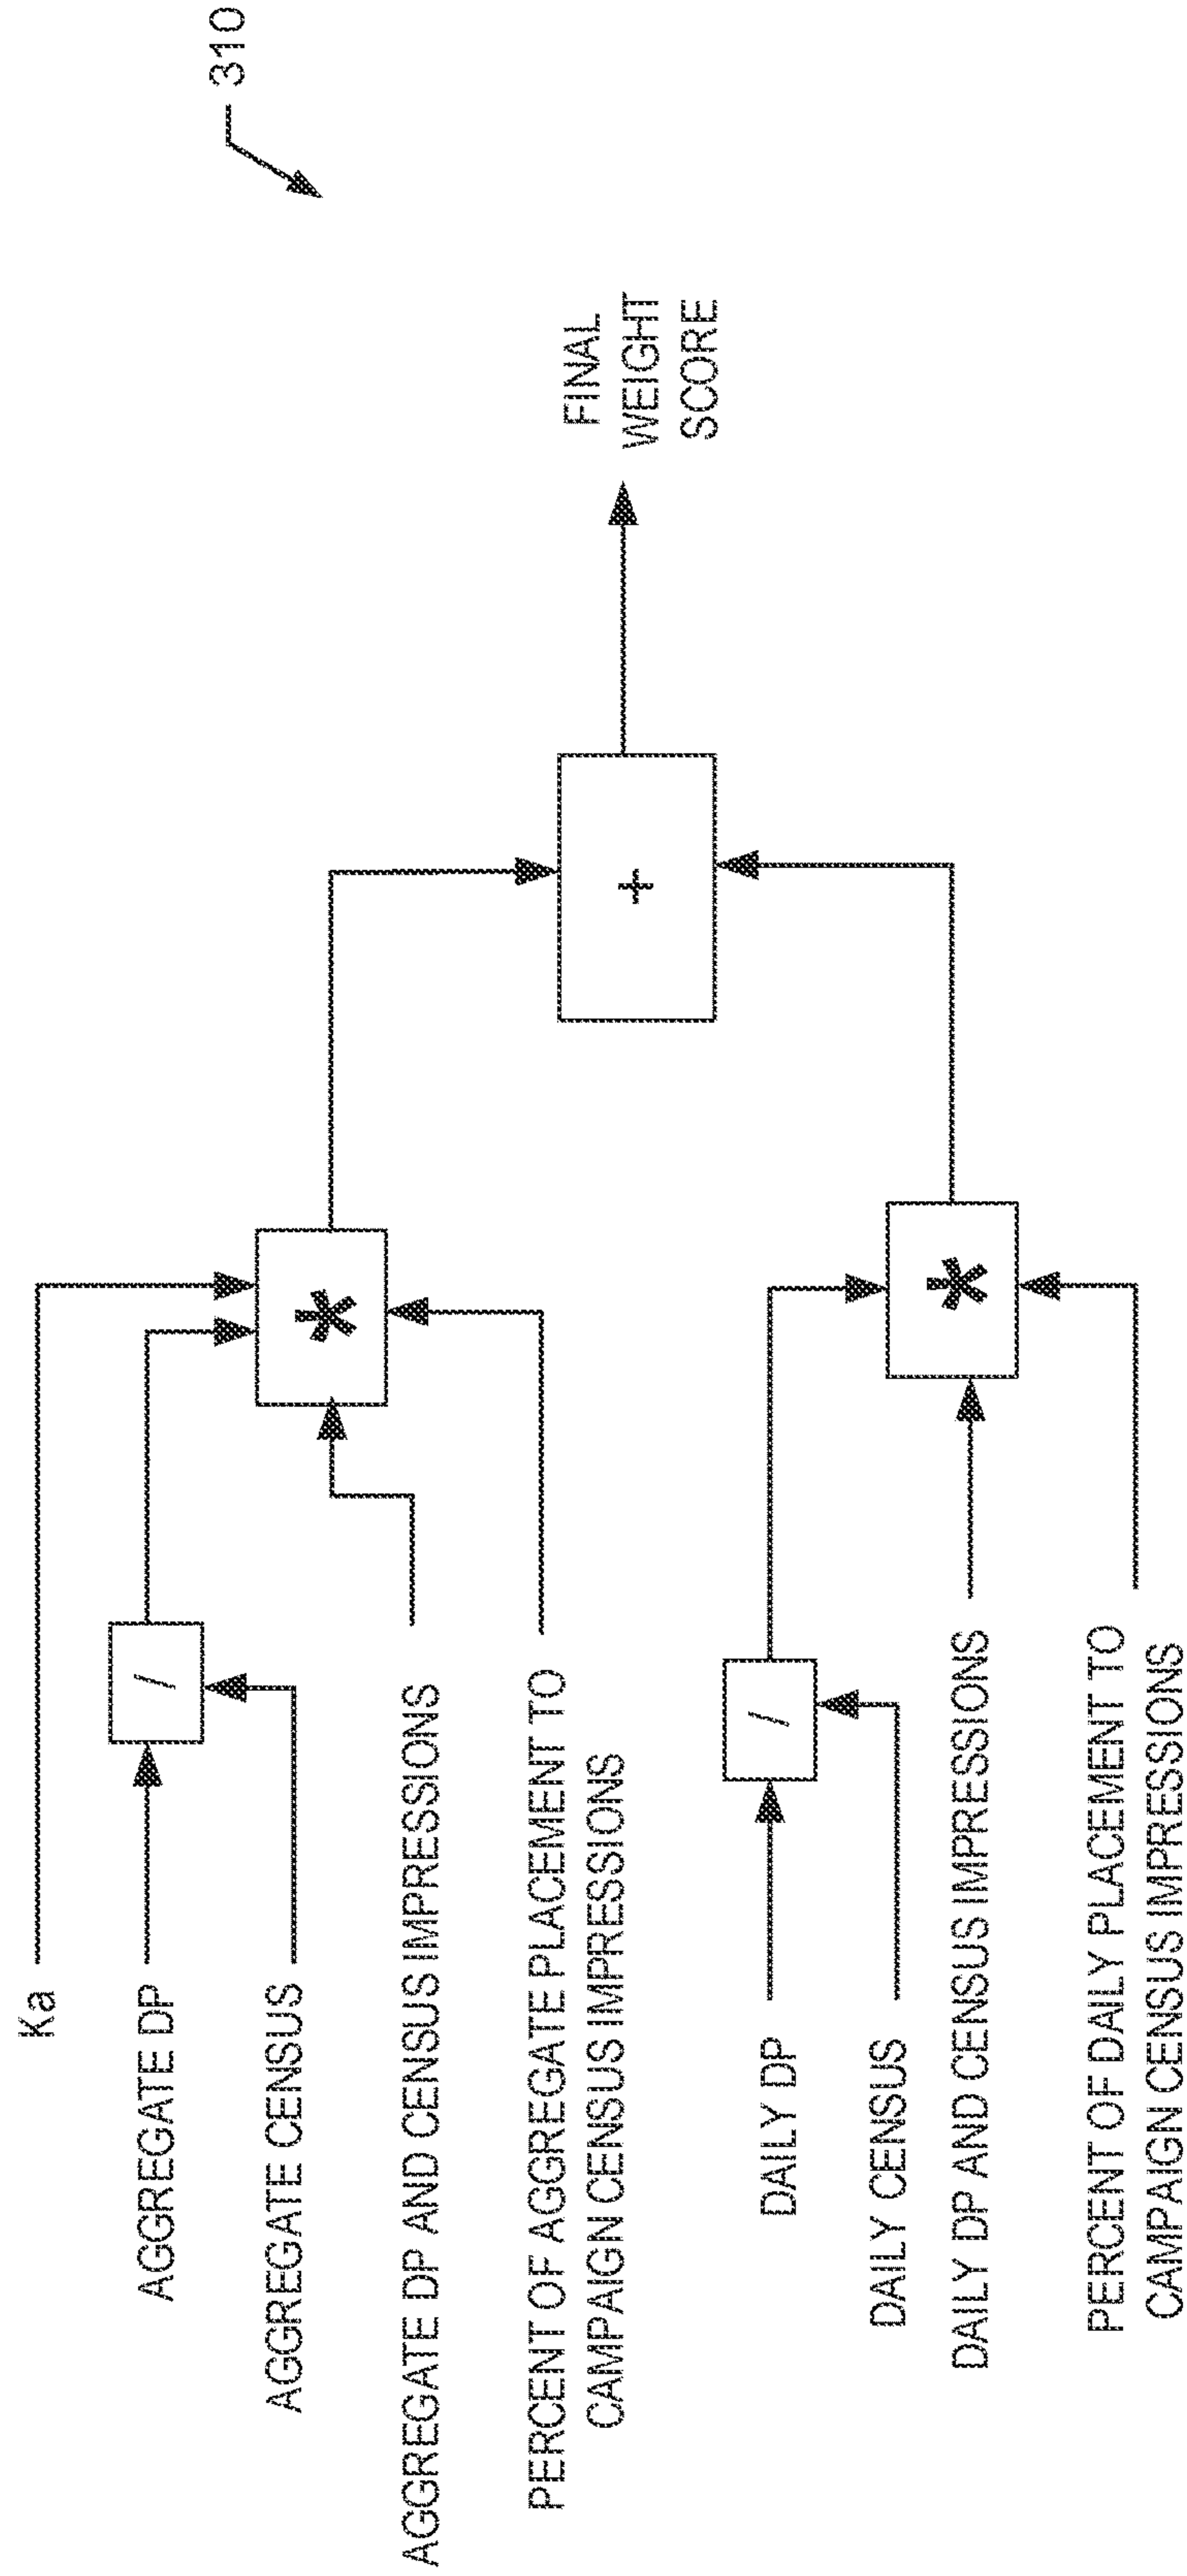 310
Ka
AGGREGATE DP
/
AGGREGATE CENSUS
*
AGGREGATE DP AND CENSUS IMPRESSIONS
PERCENT OF AGGREGATE PLACEMENT TO
CAMPAIGN CENSUS IMPRESSIONS
+
FINAL
WEIGHT
SCORE
DAILY DP
/
DAILY CENSUS
*
DAILY DP AND CENSUS IMPRESSIONS
PERCENT OF DAILY PLACEMENT TO
CAMPAIGN CENSUS IMPRESSIONS